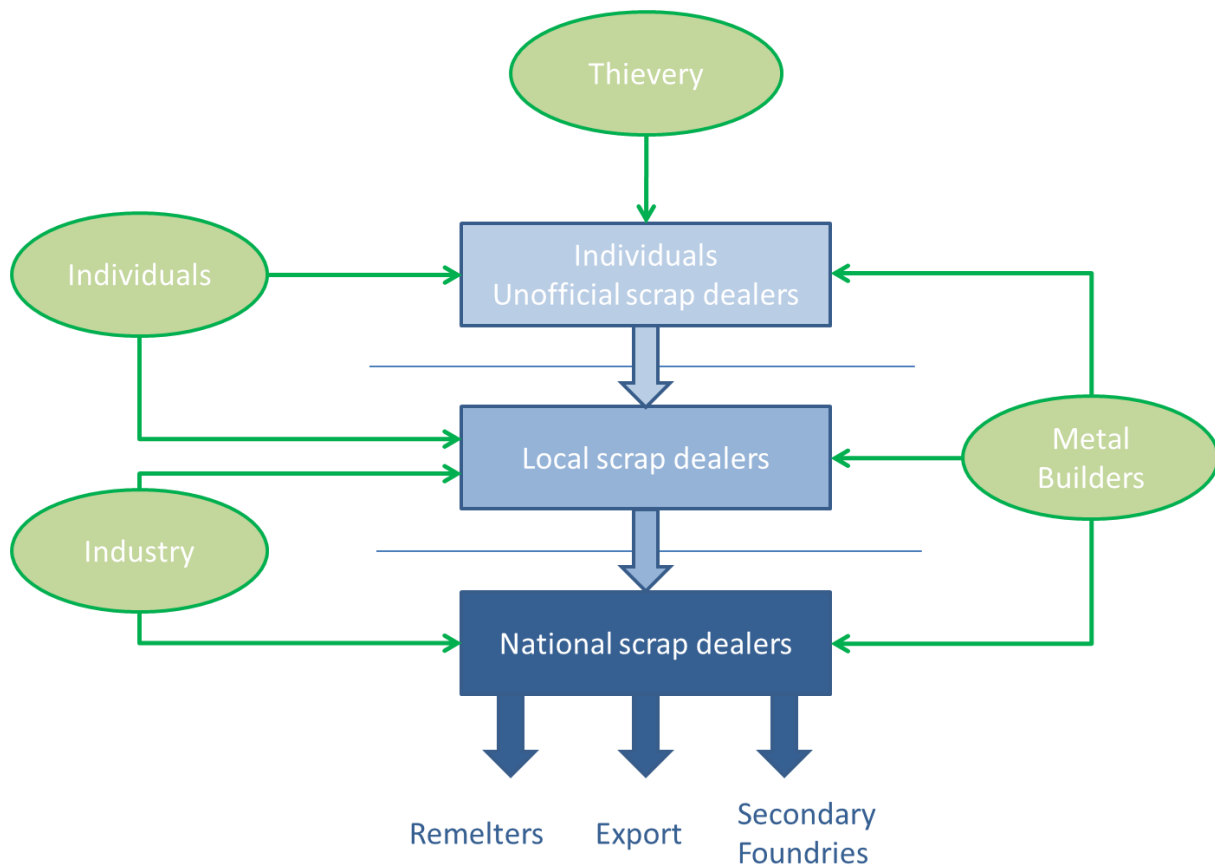 Thievery
Individuals
Individuals
Unofficial scrap dealers
Local scrap dealers
Metal
Builders
Industry
National scrap dealers
Remelters
Export
Secondary
Foundries